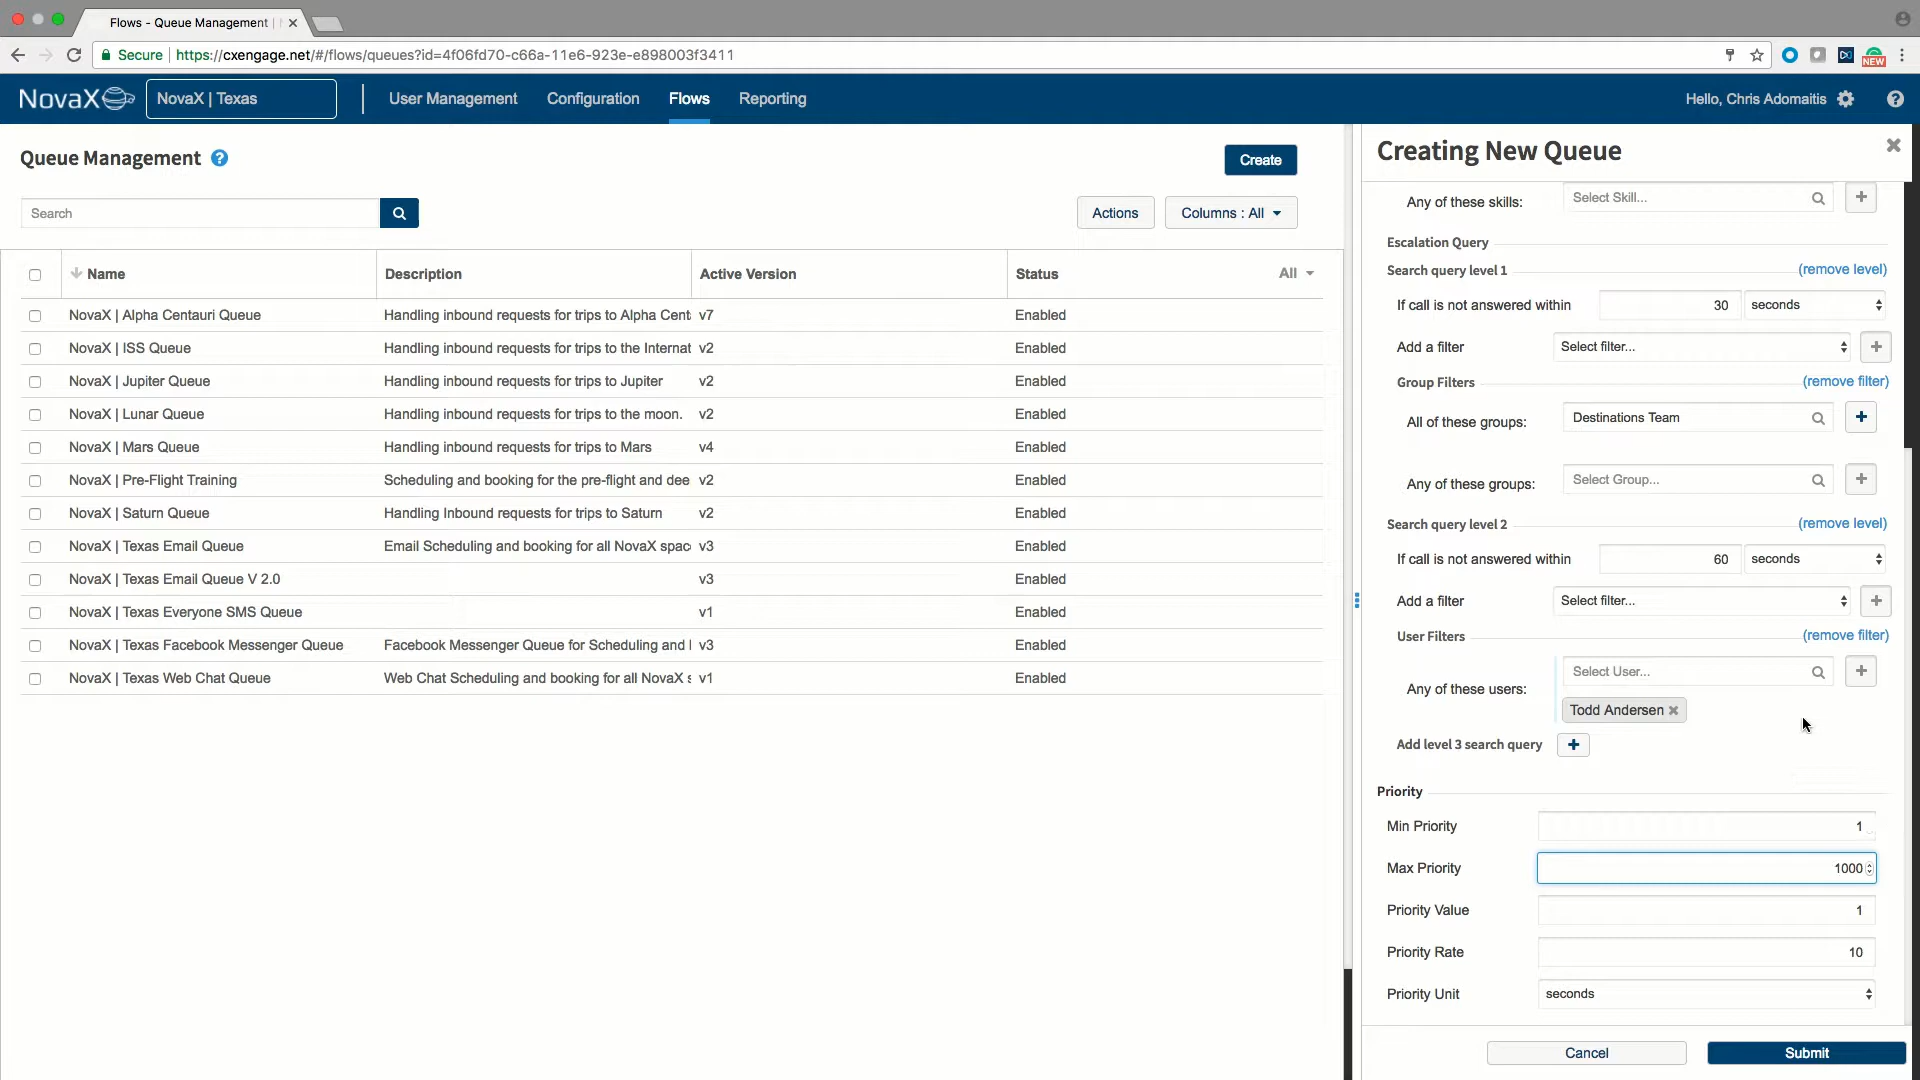 Flows - Queue Management |
Secure https://cxengage.net/#/flows/queues?id=4f06fd70-c66a-11e6-923e-e898003f3411
NEW
NovaX
NovaX | Texas
User Management
Configuration
Flows
Reporting
Hello, Chris Adomaitis
Queue Management
Create
Search
Actions
Columns : All
Name Description Active Version Status All
NovaX | Alpha Centauri Queue Handling inbound requests for trips to Alpha Cent v7 Enabled
NovaX | ISS Queue Handling inbound requests for trips to the Internat v2 Enabled
NovaX | Jupiter Queue Handling inbound requests for trips to Jupiter v2 Enabled
NovaX | Lunar Queue Handling inbound requests for trips to the moon. v2 Enabled
NovaX | Mars Queue Handling inbound requests for trips to Mars v4 Enabled
NovaX | Pre-Flight Training Scheduling and booking for the pre-flight and dee v2 Enabled
NovaX | Saturn Queue Handling Inbound requests for trips to Saturn v2 Enabled
NovaX | Texas Email Queue Email Scheduling and booking for all NovaX spac v3 Enabled
NovaX | Texas Email Queue V 2.0 v3 Enabled
NovaX | Texas Everyone SMS Queue v1 Enabled
NovaX | Texas Facebook Messenger Queue Facebook Messenger Queue for Scheduling and v3 Enabled
NovaX | Texas Web Chat Queue Web Chat Scheduling and booking for all NovaX s v1 Enabled
Creating New Queue
Any of these skills: Select Skill...
Escalation Query
Search query level 1 (remove level)
If call is not answered within 30 seconds
Add a filter Select filter...
Group Filters (remove filter)
All of these groups: Destinations Team
Any of these groups: Select Group...
Search query level 2 (remove level)
If call is not answered within 60 seconds
Add a filter Select filter...
User Filters (remove filter)
Any of these users: Select User...
Todd Andersen
Add level 3 search query
Priority
Min Priority 1
Max Priority 1000
Priority Value 1
Priority Rate 10
Priority Unit seconds
Cancel
Submit